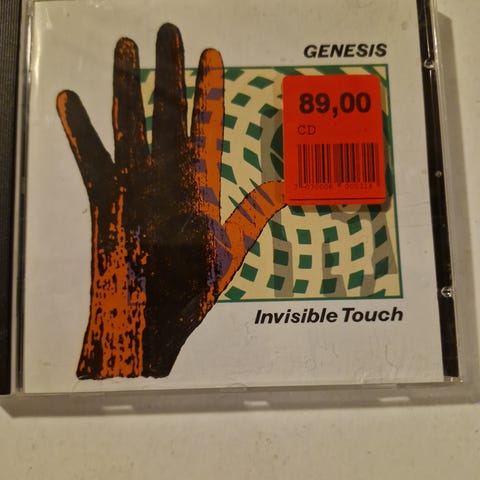 GENESIS
89,00
CD
Invisible Touch